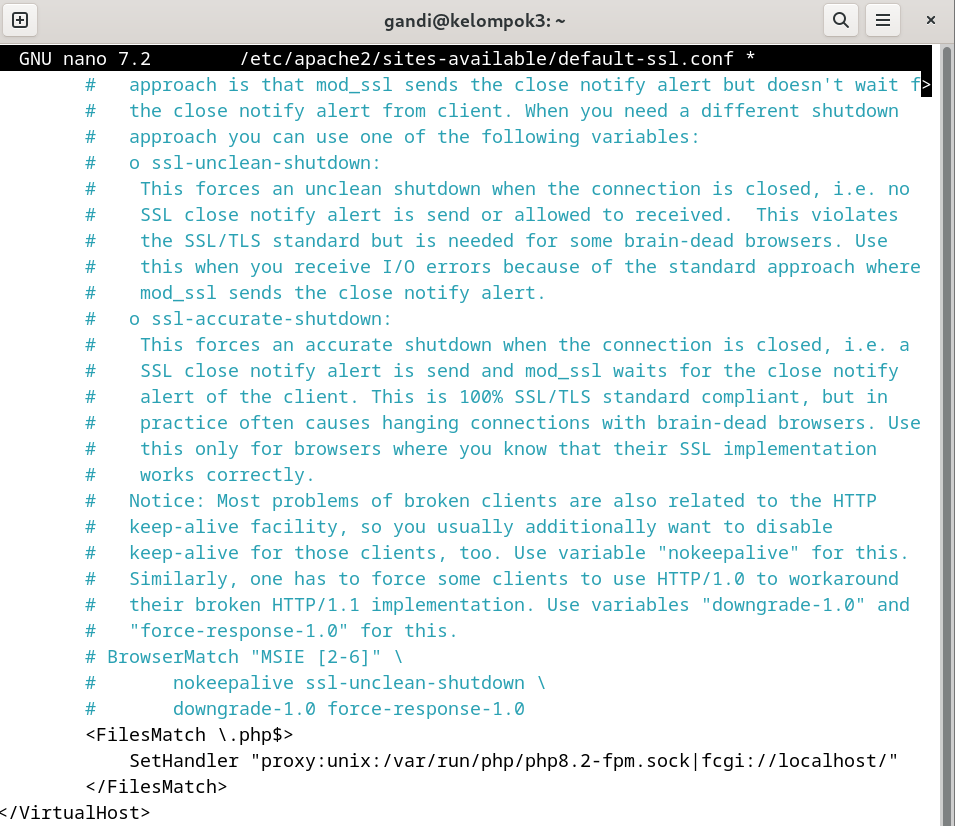 gandi@kelompok3: ~
GNU nano 7.2 /etc/apache2/sites-available/default-ssl.conf *
# approach is that mod_ssl sends the close notify alert but doesn't wait f>
# the close notify alert from client. When you need a different shutdown
# approach you can use one of the following variables:
# o ssl-unclean-shutdown:
# This forces an unclean shutdown when the connection is closed, i.e. no
# SSL close notify alert is send or allowed to received. This violates
# the SSL/TLS standard but is needed for some brain-dead browsers. Use
# this when you receive I/O errors because of the standard approach where
# mod_ssl sends the close notify alert.
# o ssl-accurate-shutdown:
# This forces an accurate shutdown when the connection is closed, i.e. a
# SSL close notify alert is send and mod_ssl waits for the close notify
# alert of the client. This is 100% SSL/TLS standard compliant, but in
# practice often causes hanging connections with brain-dead browsers. Use
# this only for browsers where you know that their SSL implementation
# works correctly.
# Notice: Most problems of broken clients are also related to the HTTP
# keep-alive facility, so you usually additionally want to disable
# keep-alive for those clients, too. Use variable "nokeepalive" for this.
# Similarly, one has to force some clients to use HTTP/1.0 to workaround
# their broken HTTP/1.1 implementation. Use variables "downgrade-1.0" and
# "force-response-1.0" for this.
# BrowserMatch "MSIE [2-6]" \
# nokeepalive ssl-unclean-shutdown \
# downgrade-1.0 force-response-1.0
<FilesMatch \.php$>
SetHandler "proxy:unix:/var/run/php/php8.2-fpm.sock|fcgi://localhost/"
</FilesMatch>
</VirtualHost>